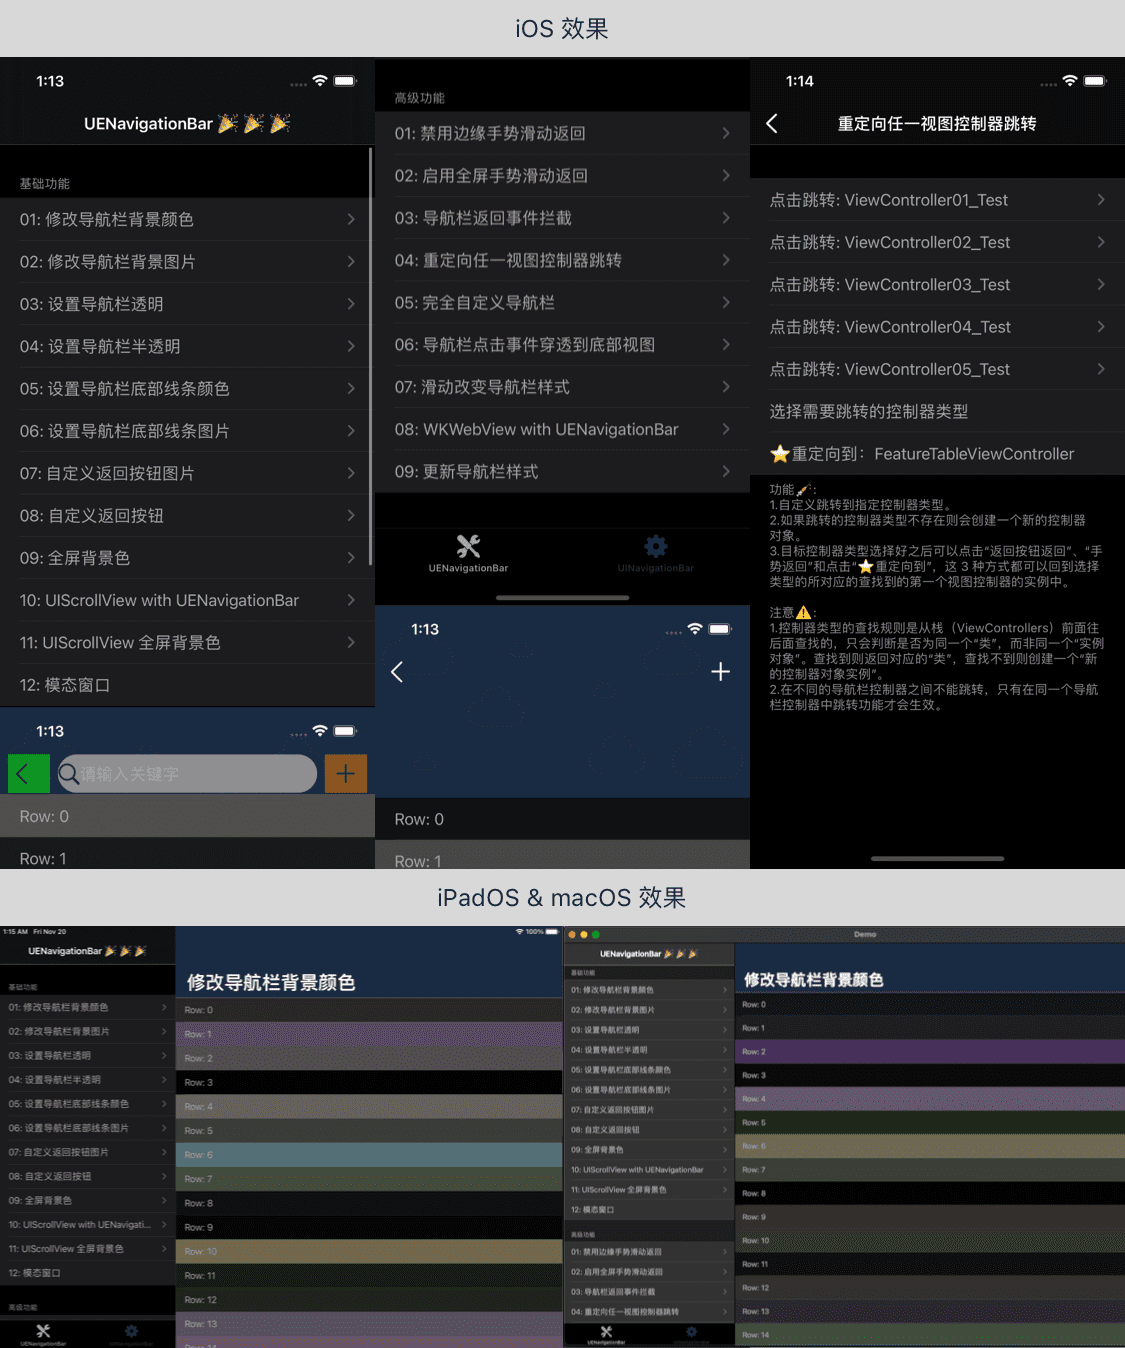 iOS 效果
1:13
UENavigationBar 🎉 🎉 🎉
基础功能
01: 修改导航栏背景颜色
02: 修改导航栏背景图片
03: 设置导航栏透明
04: 设置导航栏半透明
05: 设置导航栏底部线条颜色
06: 设置导航栏底部线条图片
07: 自定义返回按钮图片
08: 自定义返回按钮
09: 全屏背景色
10: UIScrollView with UENavigationBar
11: UIScrollView 全屏背景色
12: 模态窗口
1:13
请输入关键字
Row: 0
Row: 1
高级功能
01: 禁用边缘手势滑动返回
02: 启用全屏手势滑动返回
03: 导航栏返回事件拦截
04: 重定向任一视图控制器跳转
05: 完全自定义导航栏
06: 导航栏点击事件穿透到底部视图
07: 滑动改变导航栏样式
08: WKWebView with UENavigationBar
09: 更新导航栏样式
UENavigationBar
UINavigationBar
1:13
Row: 0
Row: 1
1:14
重定向任一视图控制器跳转
点击跳转: ViewController01_Test
点击跳转: ViewController02_Test
点击跳转: ViewController03_Test
点击跳转: ViewController04_Test
点击跳转: ViewController05_Test
选择需要跳转的控制器类型
⭐️重定向到：FeatureTableViewController
功能🚀:
1.自定义跳转到指定控制器类型。
2.如果跳转的控制器类型不存在则会创建一个新的控制器
对象。
3.目标控制器类型选择好之后可以点击“返回按钮返回”、“手
势返回”和点击“⭐️重定向到”，这 3 种方式都可以回到选择
类型的所对应的查找到的第一个视图控制器的实例中。
注意⚠️:
1.控制器类型的查找规则是从栈（ViewControllers）前面往
后面查找的，只会判断是否为同一个“类”，而非同一个“实例
对象”。查找到则返回对应的“类”，查找不到则创建一个“新
的控制器对象实例”。
2.在不同的导航栏控制器之间不能跳转，只有在同一个导航
栏控制器中跳转功能才会生效。
iPadOS & macOS 效果
1:15 AM Fri Nov 20
100%
UENavigationBar 🎉 🎉 🎉
基础功能
01: 修改导航栏背景颜色
02: 修改导航栏背景图片
03: 设置导航栏透明
04: 设置导航栏半透明
05: 设置导航栏底部线条颜色
06: 设置导航栏底部线条图片
07: 自定义返回按钮图片
08: 自定义返回按钮
09: 全屏背景色
10: UIScrollView with UENavigati...
11: UIScrollView 全屏背景色
12: 模态窗口
高级功能
UENavigationBar
修改导航栏背景颜色
Row: 0
Row: 1
Row: 2
Row: 3
Row: 4
Row: 5
Row: 6
Row: 7
Row: 8
Row: 9
Row: 10
Row: 11
Row: 12
Row: 13
Demo
UENavigationBar 🎉 🎉 🎉
基础功能
01: 修改导航栏背景颜色
02: 修改导航栏背景图片
03: 设置导航栏透明
04: 设置导航栏半透明
05: 设置导航栏底部线条颜色
06: 设置导航栏底部线条图片
07: 自定义返回按钮图片
08: 自定义返回按钮
09: 全屏背景色
10: UIScrollView with UENavigationBar
11: UIScrollView 全屏背景色
12: 模态窗口
高级功能
01: 禁用边缘手势滑动返回
02: 启用全屏手势滑动返回
03: 导航栏返回事件拦截
04: 重定向任一视图控制器跳转
UENavigationBar
修改导航栏背景颜色
Row: 0
Row: 1
Row: 2
Row: 3
Row: 4
Row: 5
Row: 6
Row: 7
Row: 8
Row: 9
Row: 10
Row: 11
Row: 12
Row: 13
Row: 14